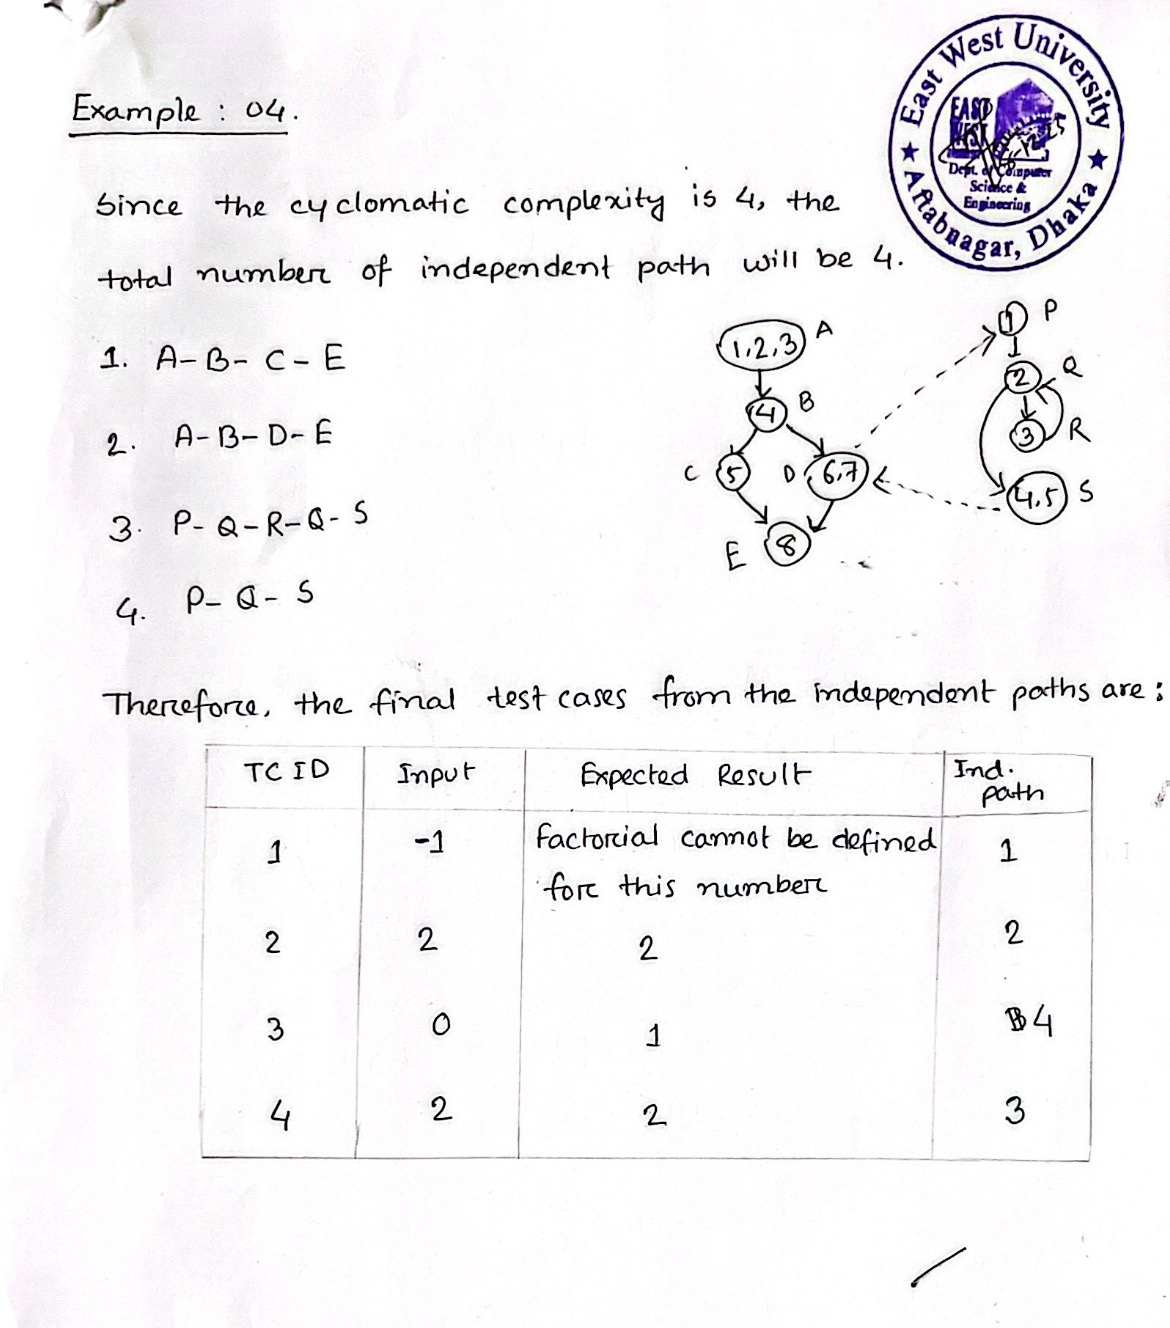 Example : 04.
East West University
EAST
WEST
Dept. of Computer
Science &
Engineering
Aftabnagar, Dhaka
Since the cyclomatic complexity is 4, the
total number of independent path will be 4.
1. A-B-C-E
2. A-B-D-E
3. P-Q-R-Q-S
4. P-Q-S
1,2,3 A
4 B
C 5
D 6,7
E 8
1 P
2 Q
3 R
4,5 S
Therefore, the final test cases from the independent paths are:
TC ID Input Expected Result Ind. path
1 -1 Factorial cannot be defined 1
for this number
2 2 2 2
3 0 1 4
4 2 2 3